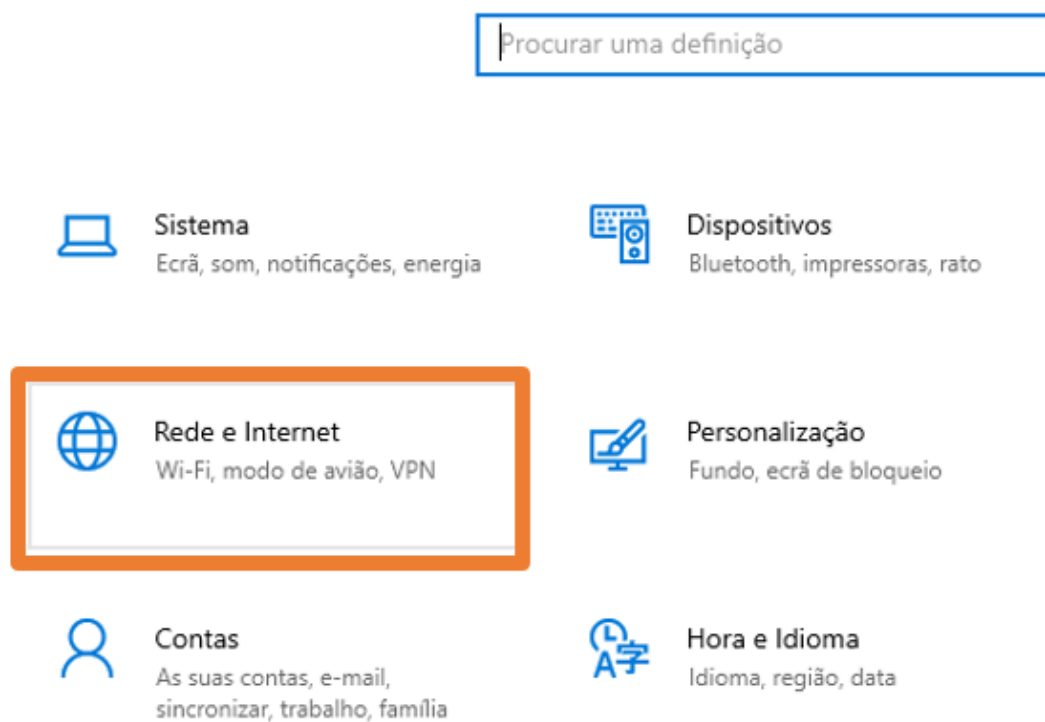 Procurar uma definição
Sistema
Ecrã, som, notificações, energia
Dispositivos
Bluetooth, impressoras, rato
Rede e Internet
Wi-Fi, modo de avião, VPN
Personalização
Fundo, ecrã de bloqueio
Contas
As suas contas, e-mail,
sincronizar, trabalho, família
A字
Hora e Idioma
Idioma, região, data